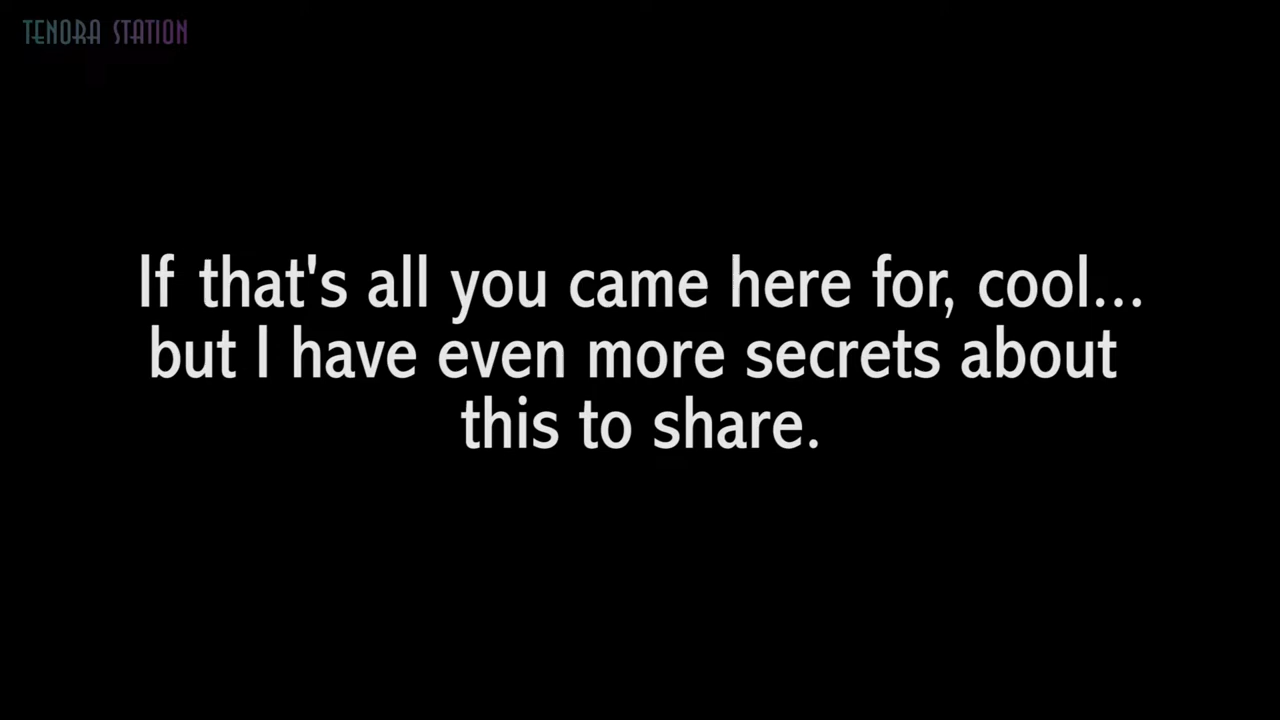 TENORA STATION
If that's all you came here for, cool...
but I have even more secrets about
this to share.